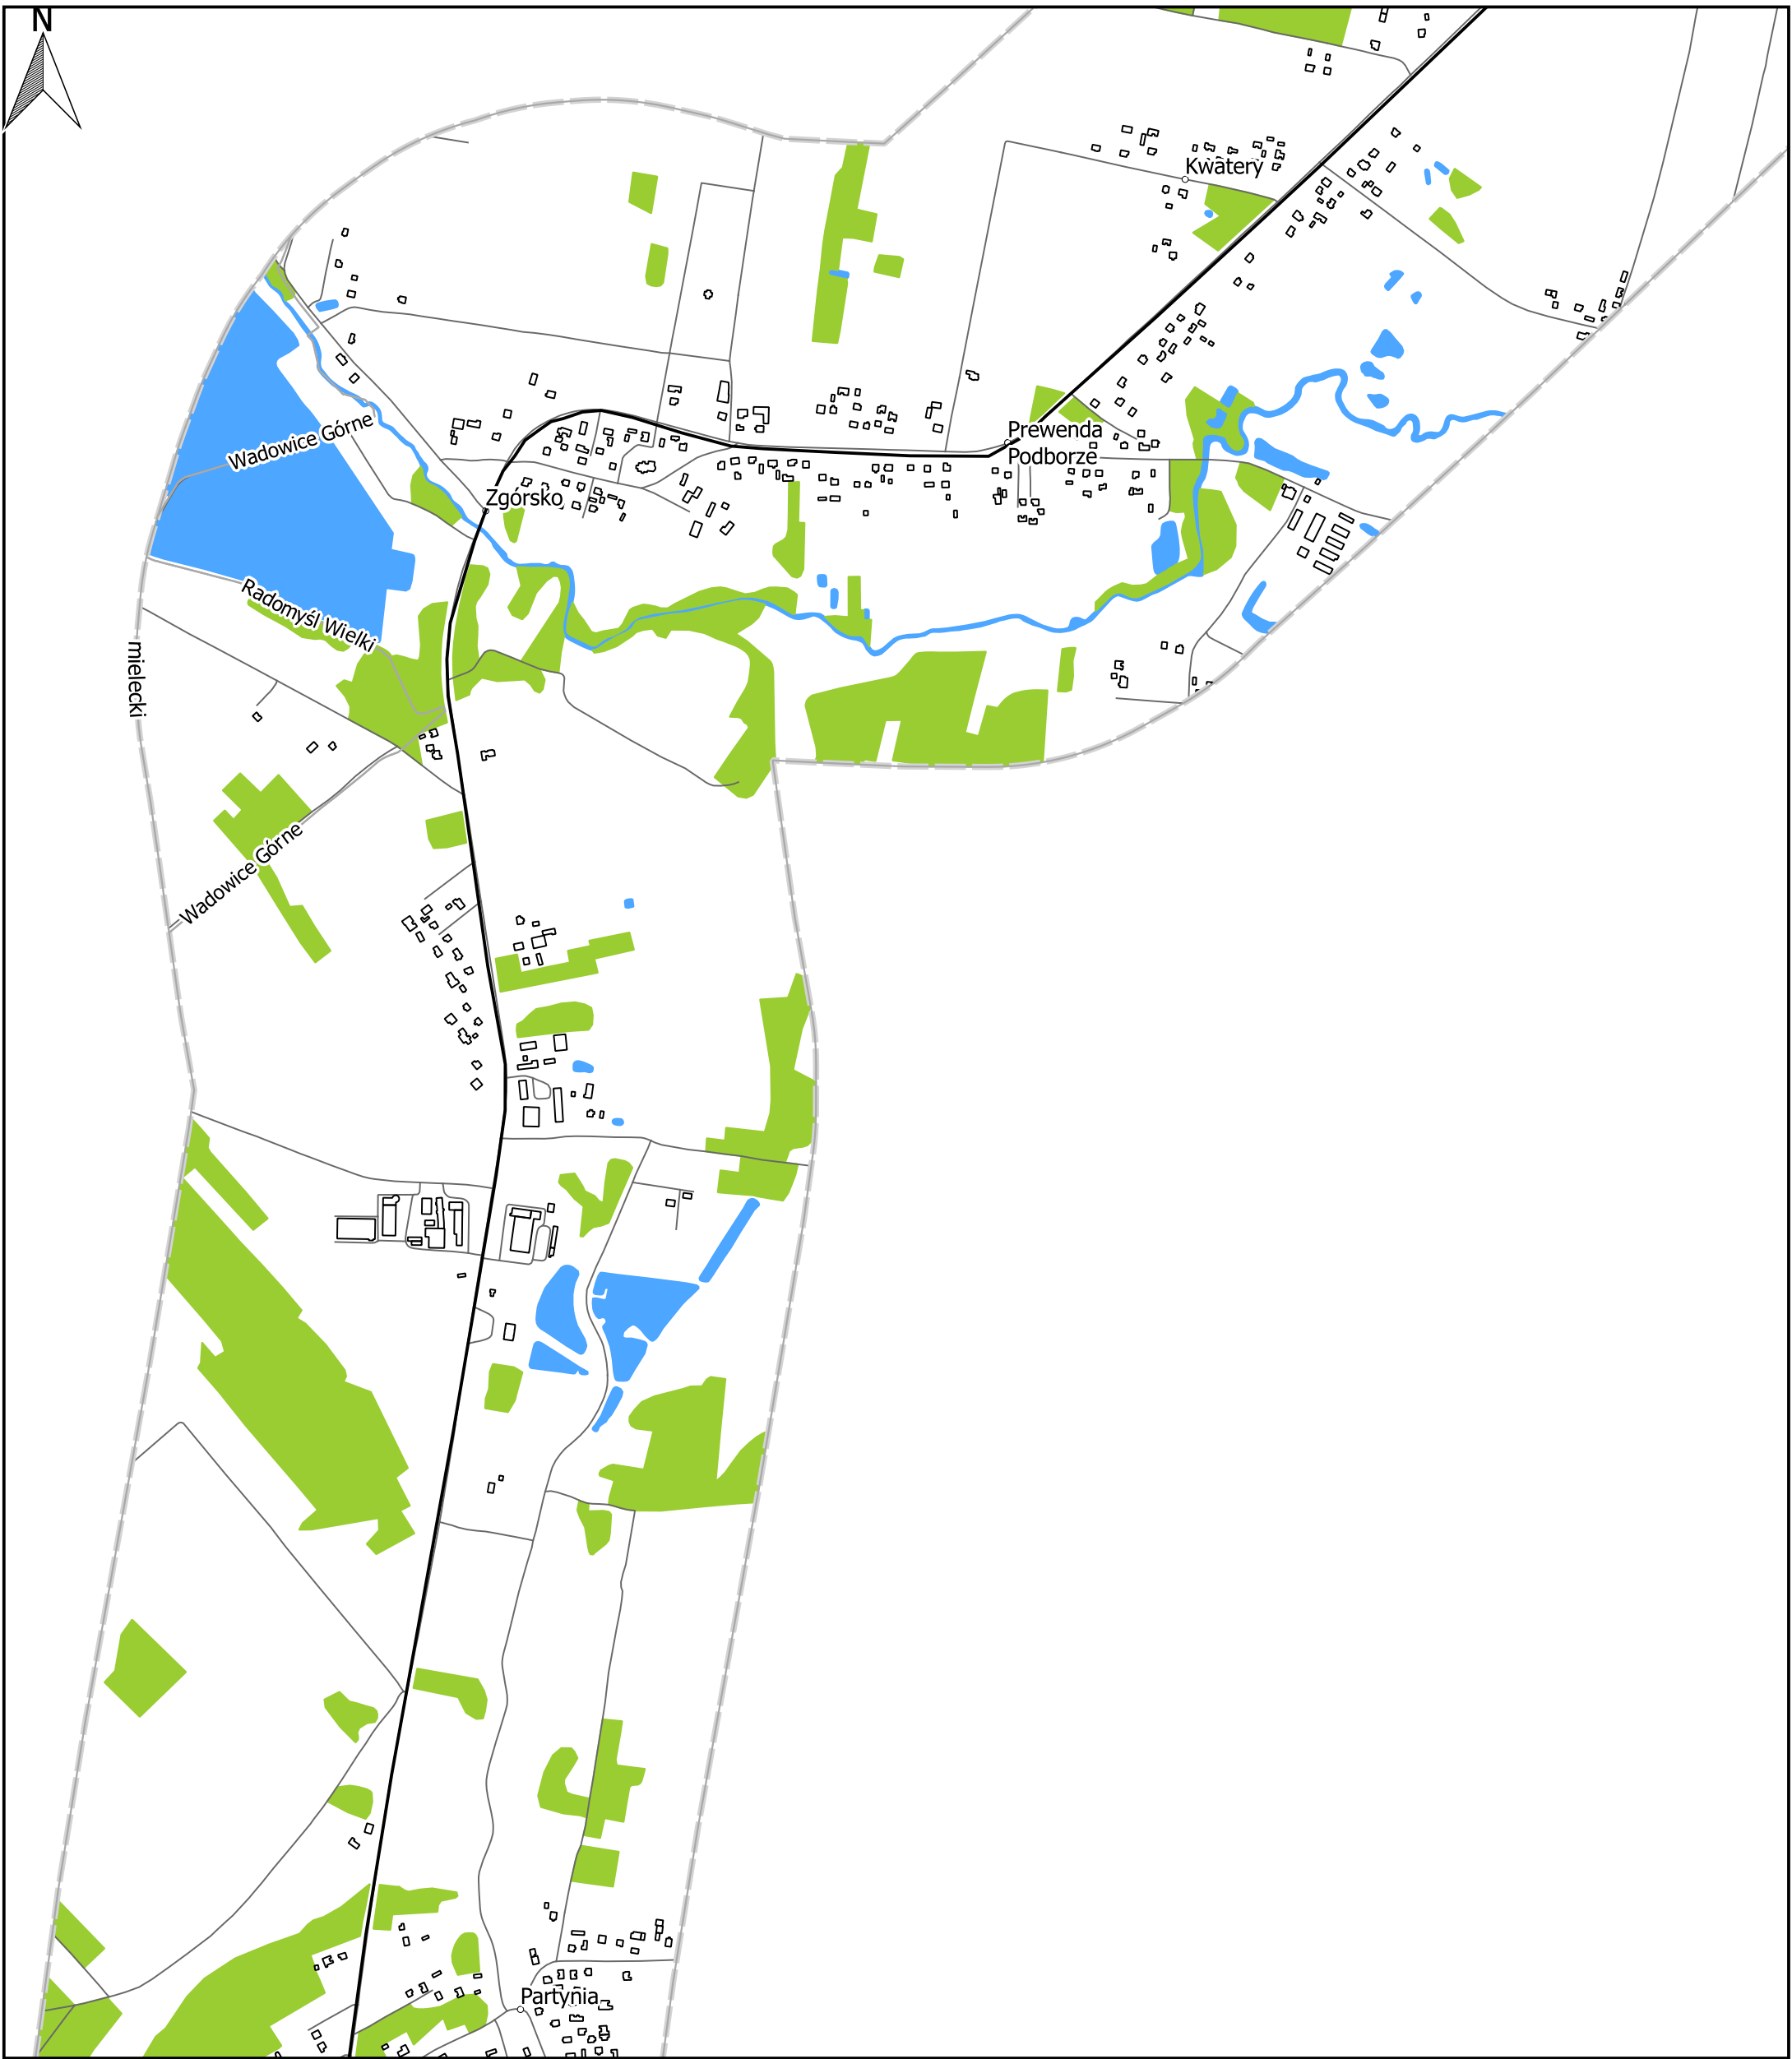 N
Kwatery
Wadowice Górne
Prewenda
Podborze
Zgórsko
Radomyśl Wielki
mielecki
Wadowice Górne
Partynia